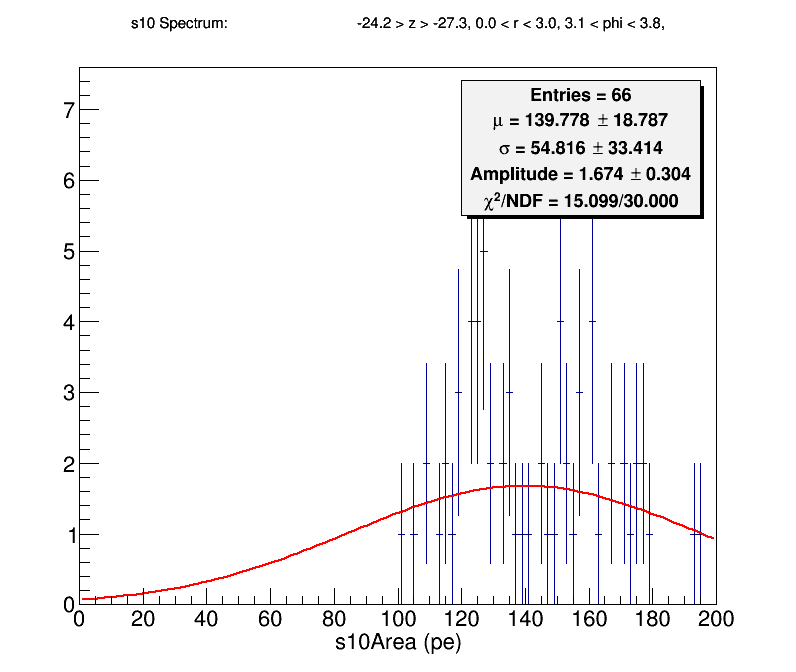 s10 Spectrum: -24.2 > z > -27.3, 0.0 < r < 3.0, 3.1 < phi < 3.8,
Entries = 66
μ = 139.778 ± 18.787
σ = 54.816 ± 33.414
Amplitude = 1.674 ± 0.304
χ²/NDF = 15.099/30.000
7
6
5
4
3
2
1
0
0 20 40 60 80 100 120 140 160 180 200
s10Area (pe)